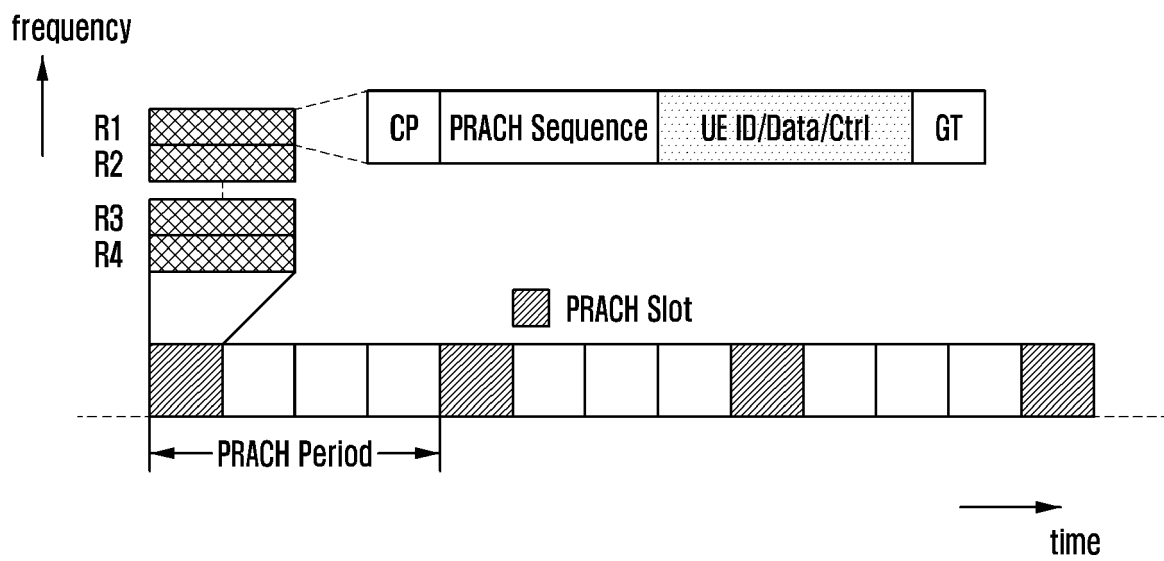 frequency
R1
R2
R3
R4
CP
PRACH Sequence
UE ID/Data/Ctrl
GT
PRACH Slot
PRACH Period
time